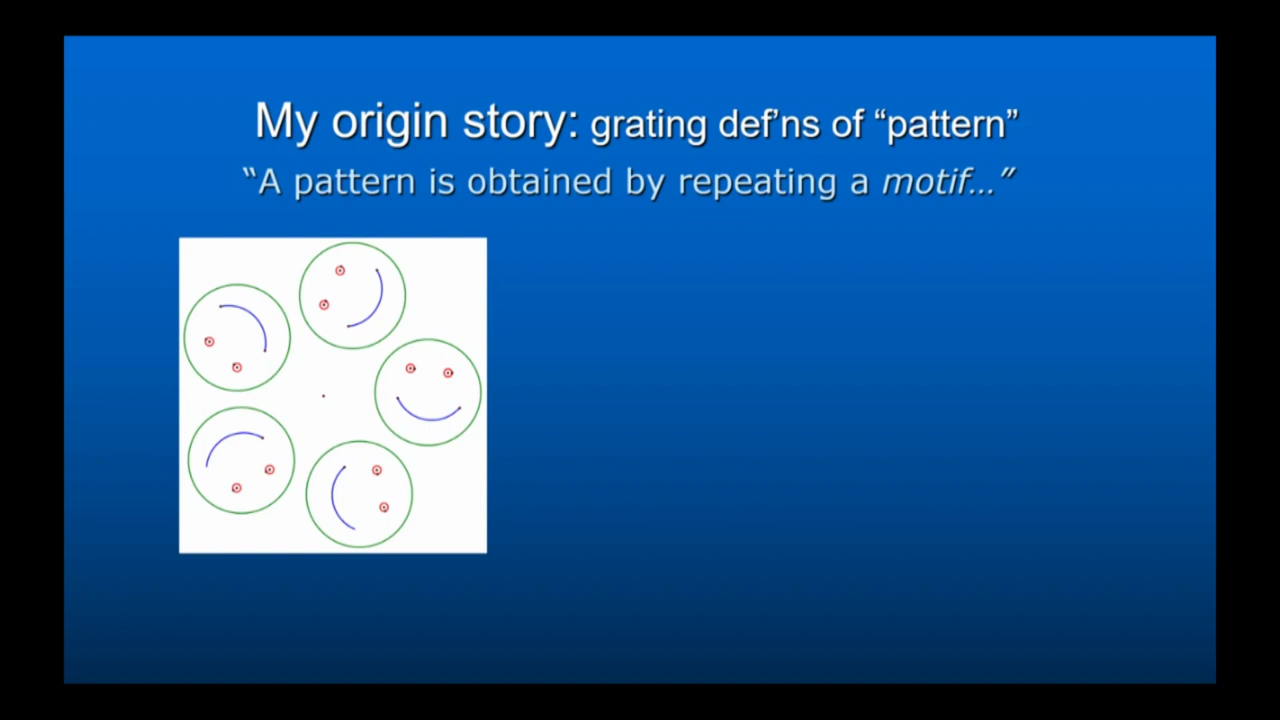 My origin story: grating def’ns of “pattern”
“A pattern is obtained by repeating a motif…”